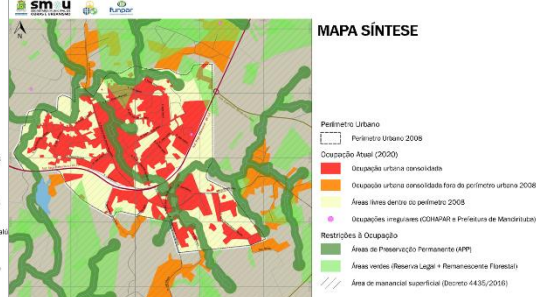 smou
funpar
N
MAPA SÍNTESE
Perímetro Urbano
Perímetro Urbano 2008
Ocupação Atual (2020)
Ocupação urbana consolidada
Ocupação urbana consolidada fora do perímetro urbano 2008
Áreas livres dentro do perímetro 2008
Ocupações irregulares (COHAPAR e Prefeitura de Mandirituba)
Restrições à Ocupação
Áreas de Preservação Permanente (APP)
Áreas verdes (Reserva Legal + Remanescente Florestal)
Área de manancial superficial (Decreto 4435/2016)